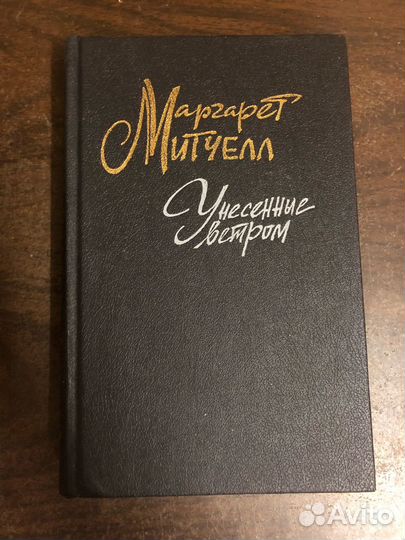 Маргарет
Митчелл
Унесенные
ветром
Avito